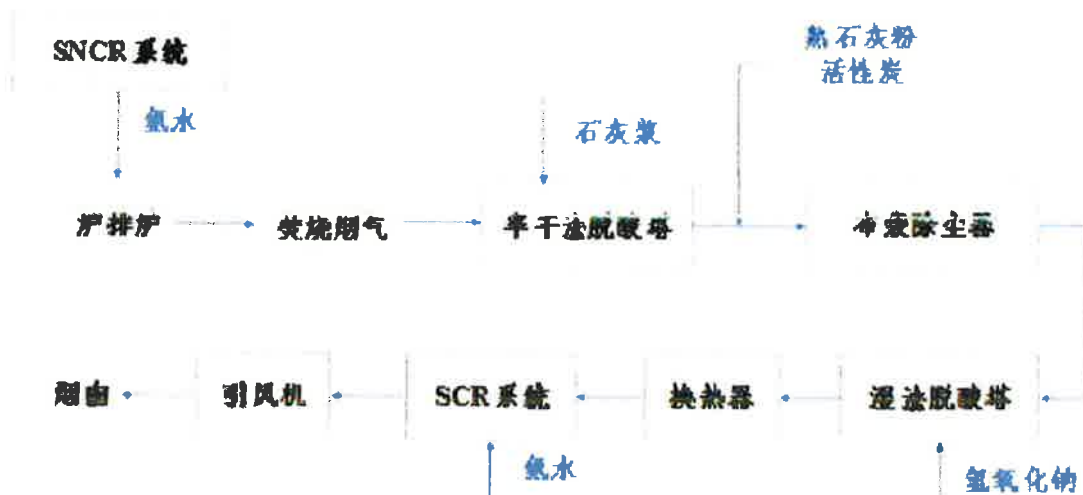 SNCR系统
熟石灰粉
活性炭
氨水
石灰浆
炉排炉
焚烧烟气
半干法脱酸塔
布袋除尘器
烟囱
引风机
SCR系统
换热器
湿法脱酸塔
氨水
氢氧化钠